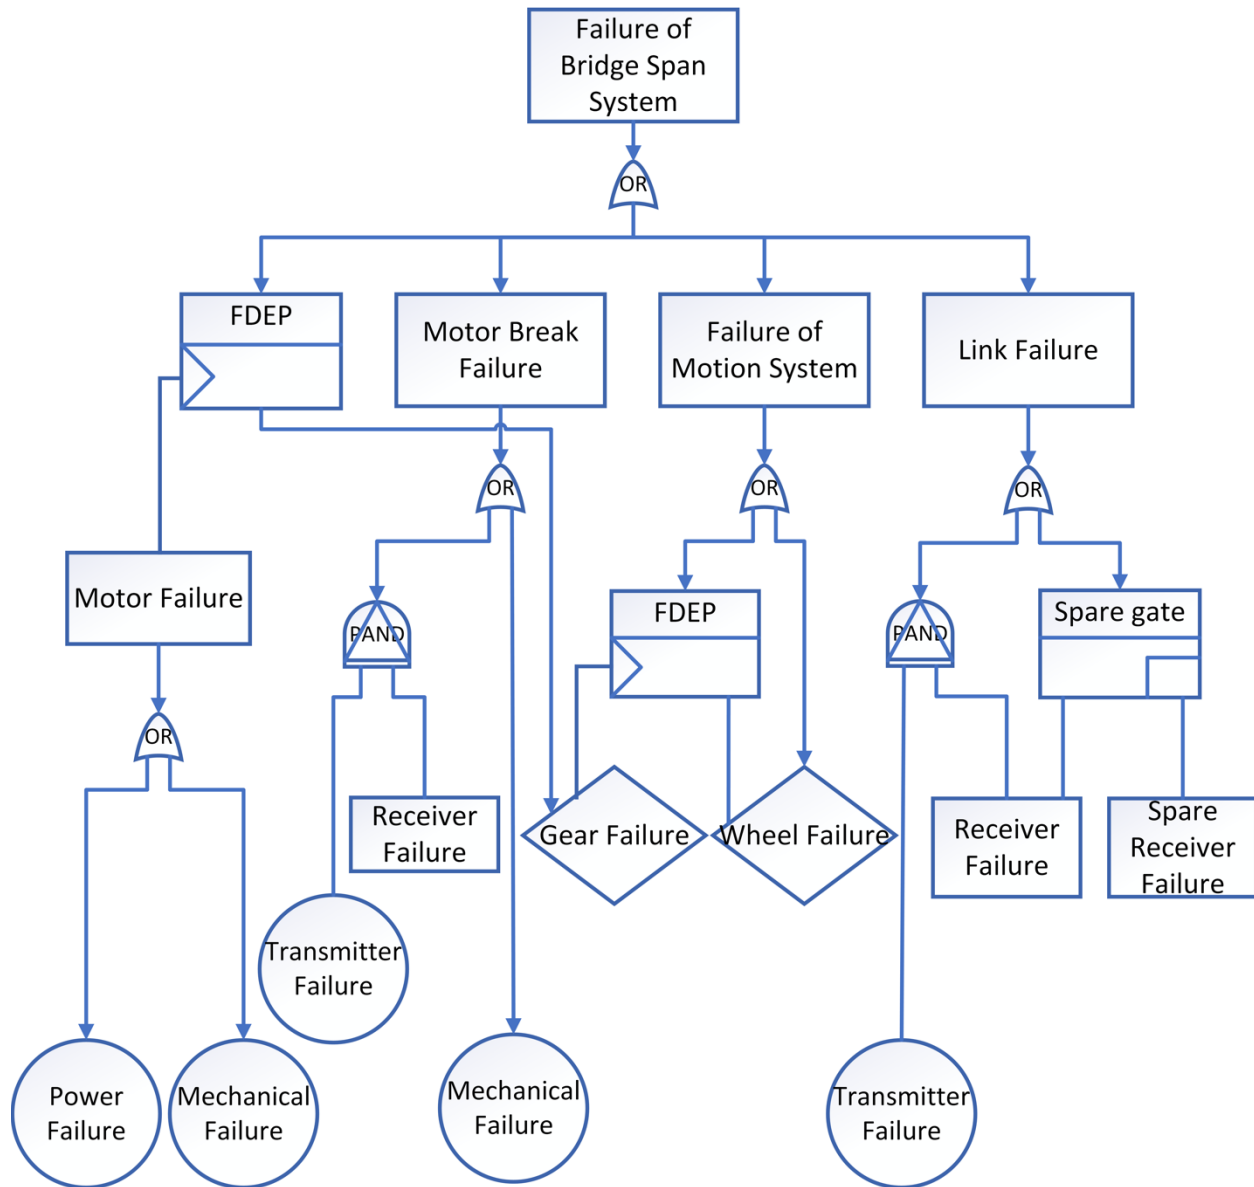 Failure of
Bridge Span
System
OR
FDEP
Motor Break
Failure
Failure of
Motion System
Link Failure
OR
OR
OR
Motor Failure
PAND
FDEP
PAND
Spare gate
OR
Receiver
Failure
Gear Failure
Wheel Failure
Receiver
Failure
Spare
Receiver
Failure
Transmitter
Failure
Power
Failure
Mechanical
Failure
Mechanical
Failure
Transmitter
Failure